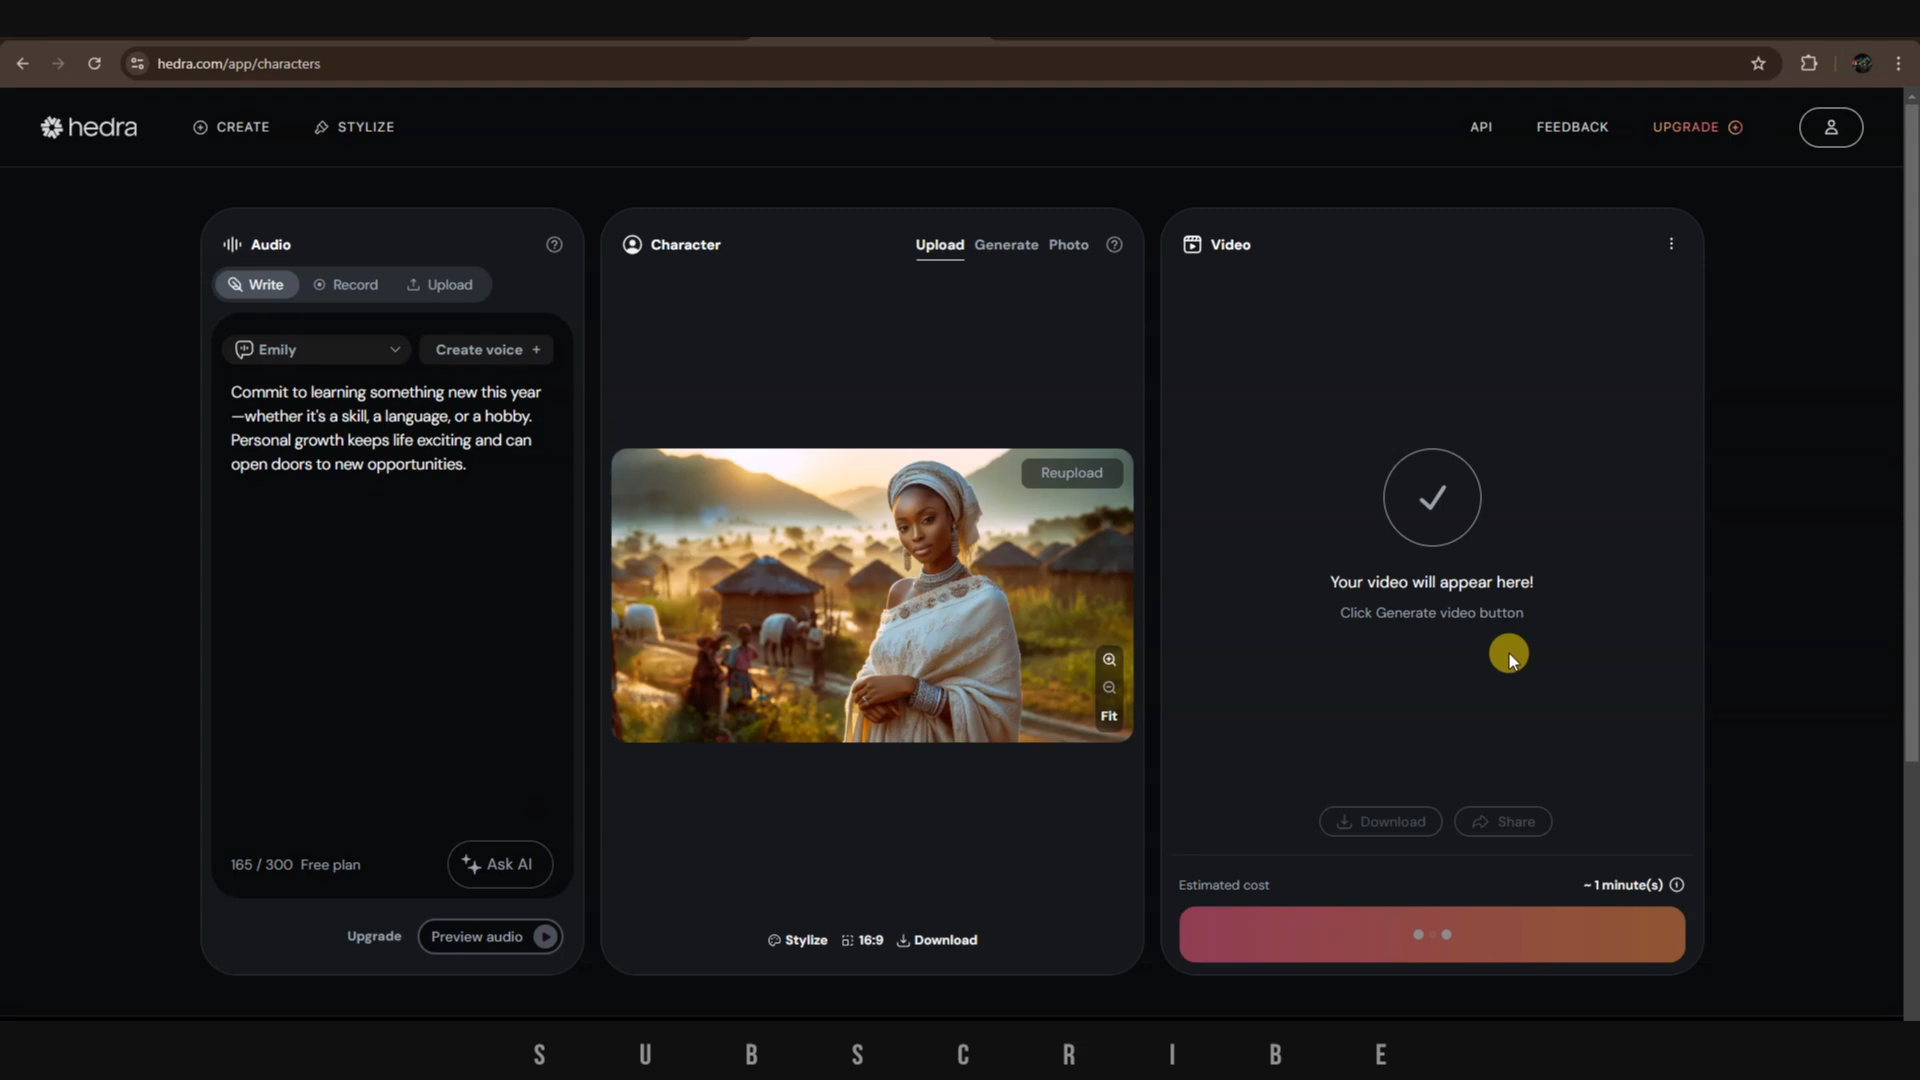 hedra.com/app/characters
hedra
CREATE
STYLIZE
API
FEEDBACK
UPGRADE
Audio
Write
Record
Upload
Emily
Create voice +
Commit to learning something new this year
—whether it's a skill, a language, or a hobby.
Personal growth keeps life exciting and can
open doors to new opportunities.
165 / 300 Free plan
Ask AI
Upgrade
Preview audio
Character
Upload
Generate
Photo
Reupload
Fit
Stylize
16:9
Download
Video
Your video will appear here!
Click Generate video button
Download
Share
Estimated cost
~ 1 minute(s)
SUBSCRIBE